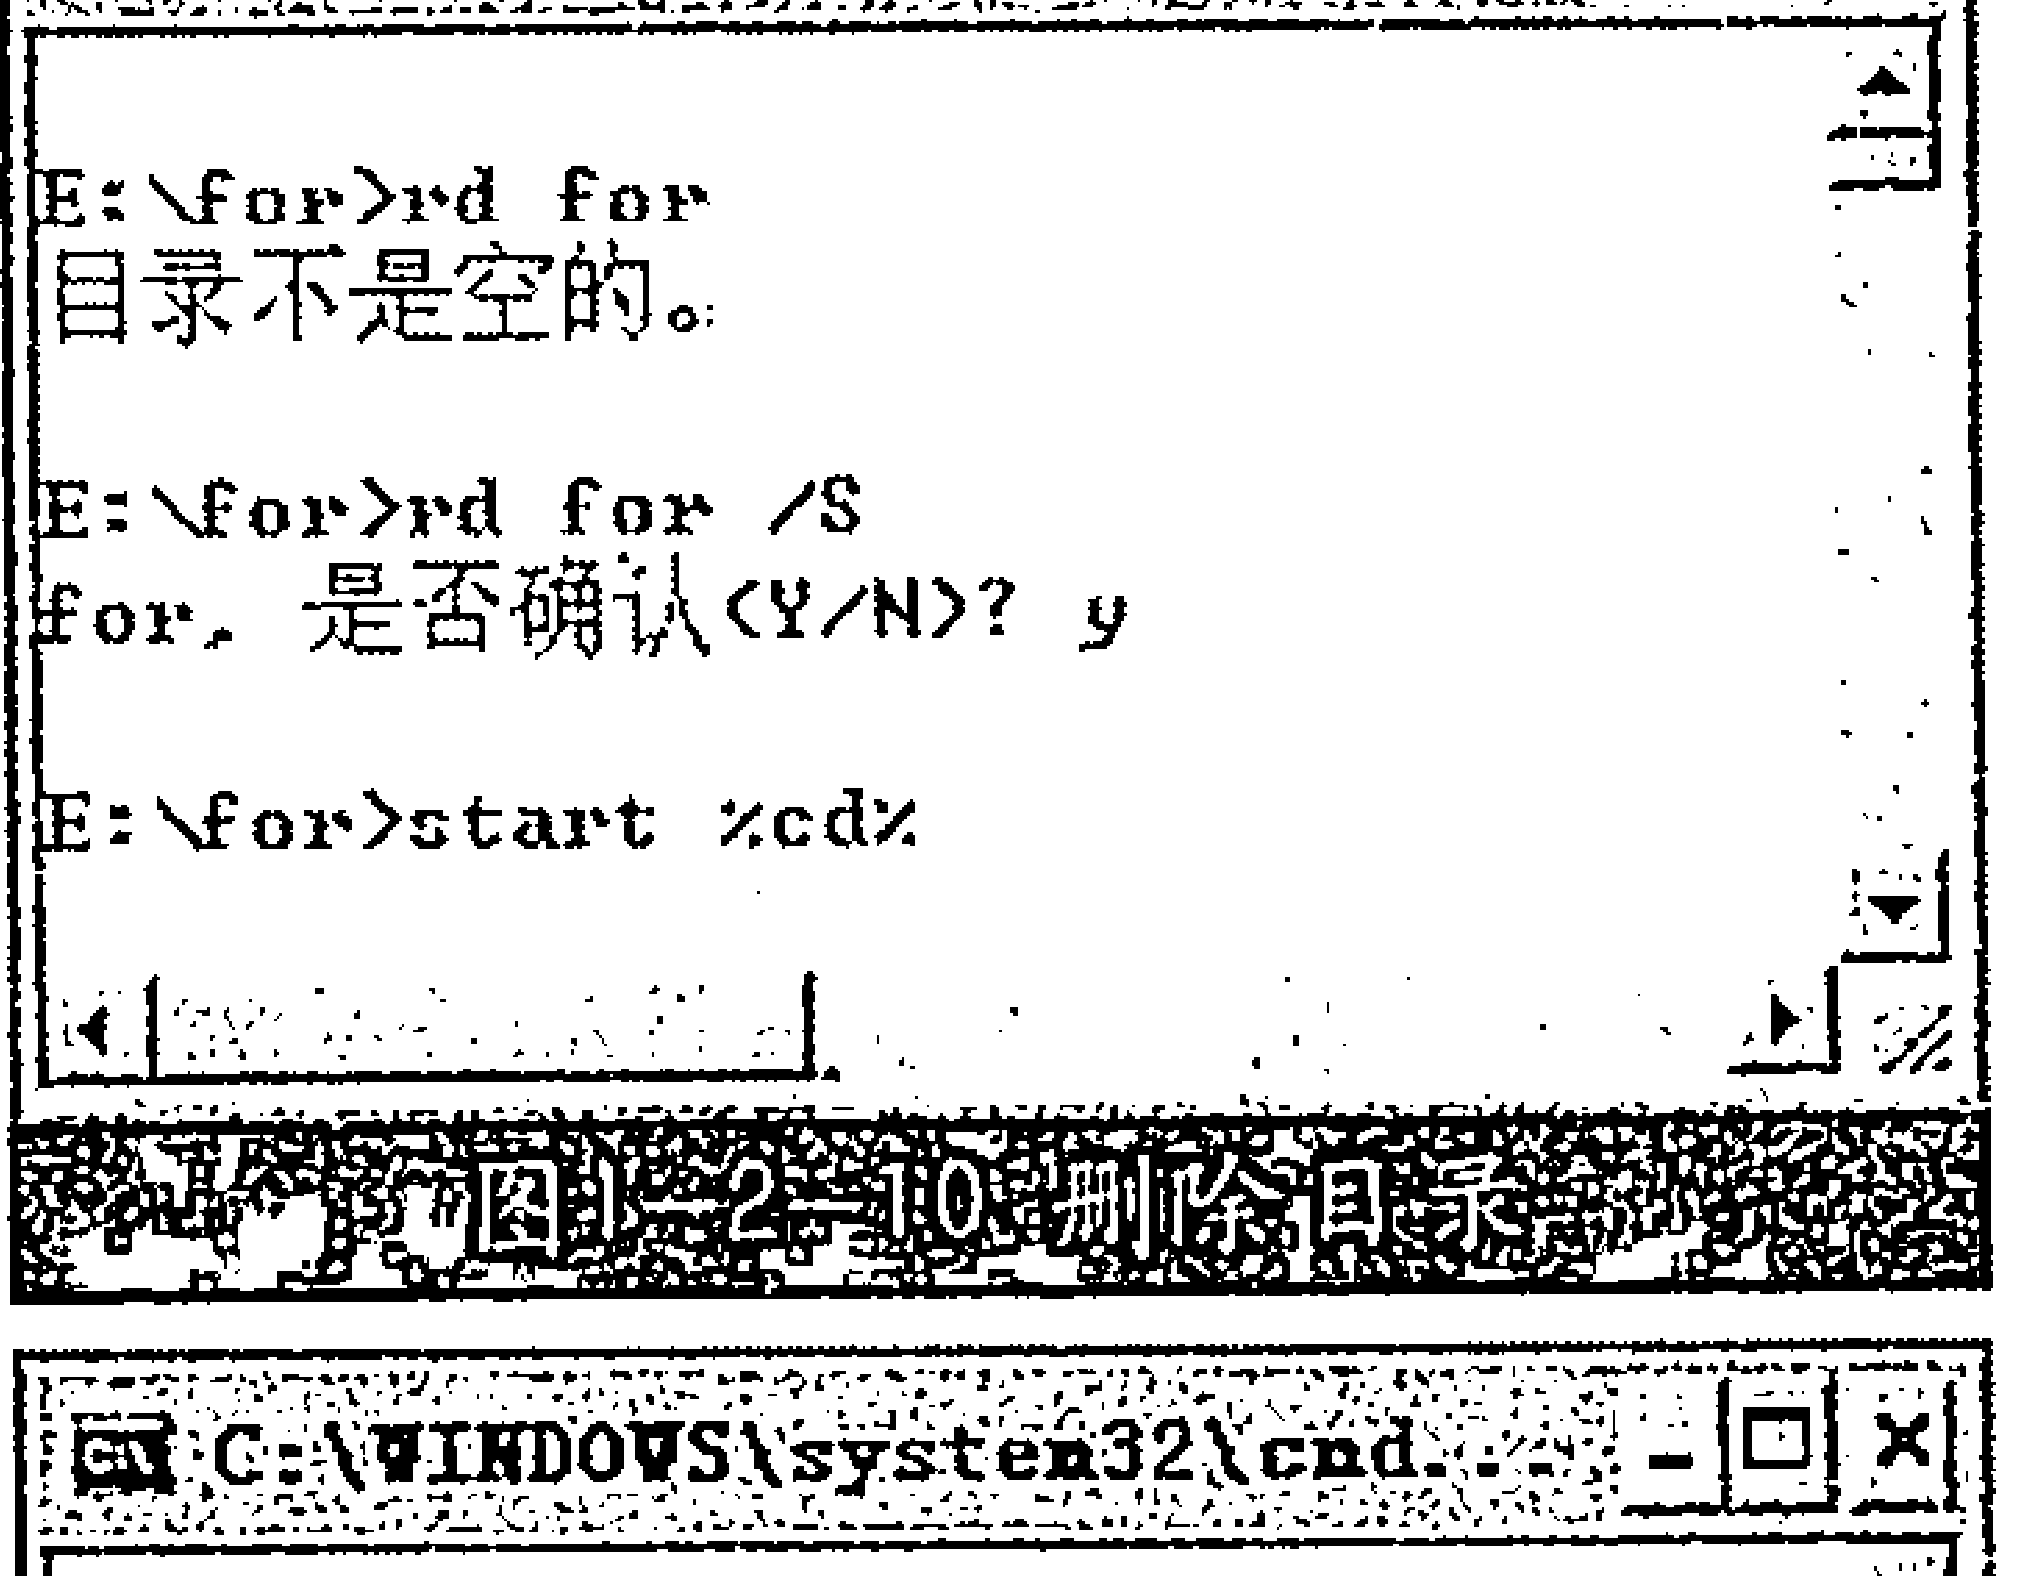 E:\for>rd for
目录不是空的。
E:\for>rd for /S
for, 是否确认(Y/N)? y
E:\for>start %cd%
图1-2-10 删除目录
C:\WINDOWS\system32\cmd...